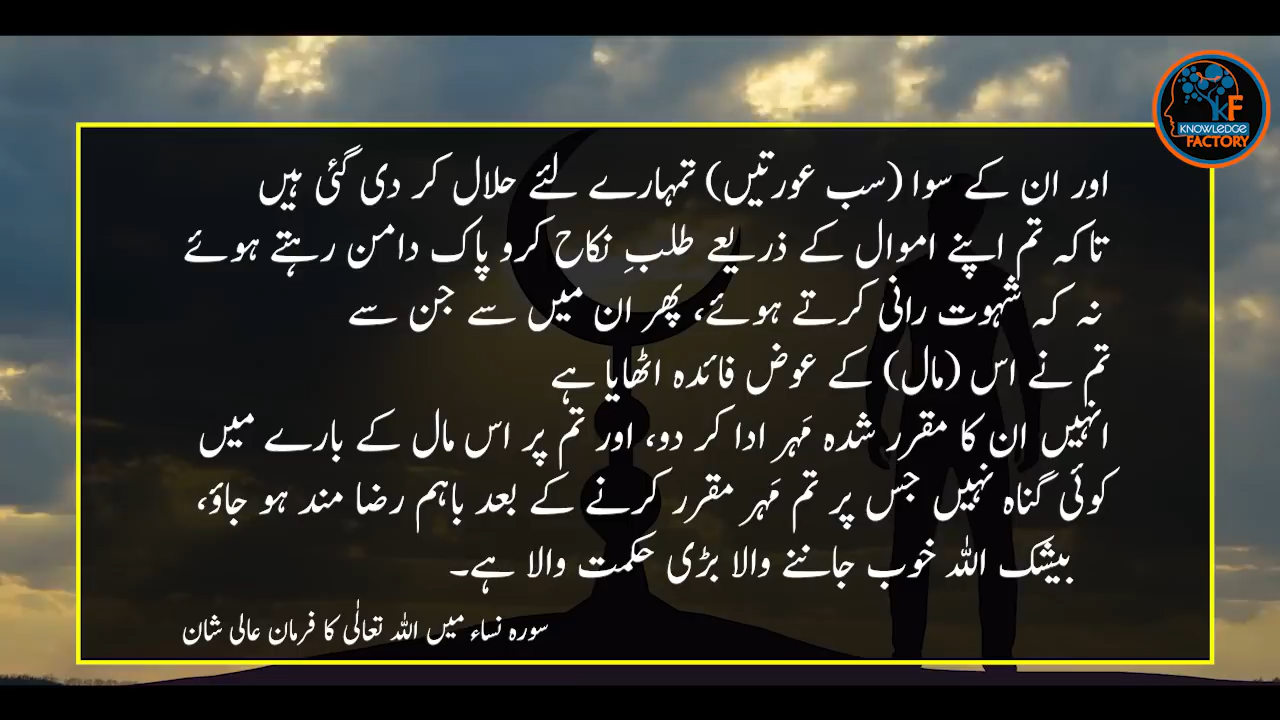 اور ان کے سوا (سب عورتیں) تمہارے لئے حلال کر دی گئی ہیں
تاکہ تم اپنے اموال کے ذریعے طلبِ نکاح کرو پاک دامن رہتے ہوئے
نہ کہ شہوت رانی کرتے ہوئے، پھر ان میں سے جن سے
تم نے اس (مال) کے عوض فائدہ اٹھایا ہے
انہیں ان کا مقرر شدہ مَہر ادا کر دو، اور تم پر اس مال کے بارے میں
کوئی گناہ نہیں جس پر تم مَہر مقرر کرنے کے بعد باہم رضا مند ہو جاؤ،
بیشک اللہ خوب جاننے والا بڑی حکمت والا ہے۔
سورہ نساء میں اللہ تعالٰی کا فرمان عالی شان
KF
KNOWLEDGE
FACTORY